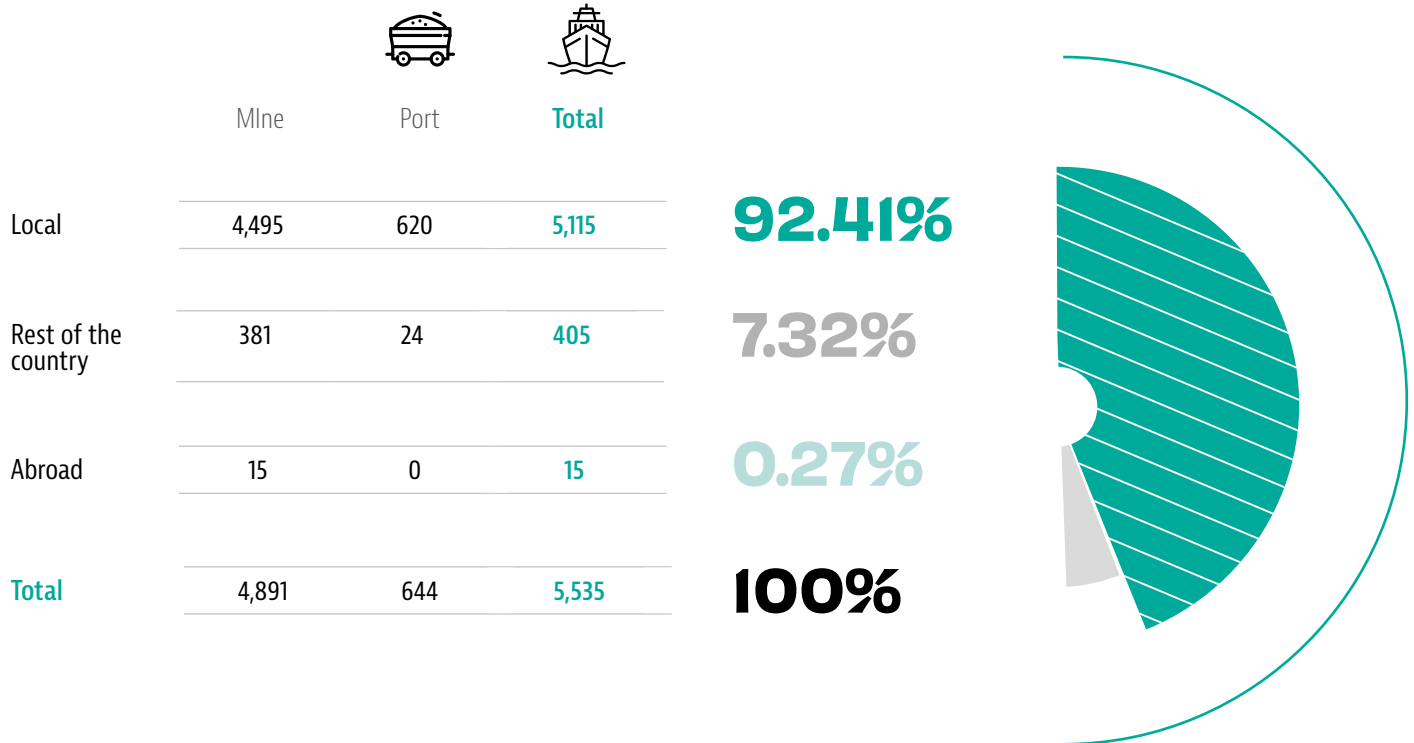 MIne Port Total
Local 4,495 620 5,115 92.41%
Rest of the 381 24 405 7.32%
country
Abroad 15 0 15 0.27%
Total 4,891 644 5,535 100%